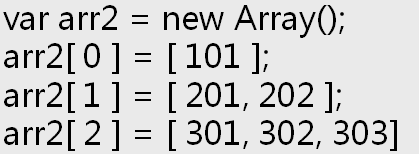 var arr2 = new Array();
arr2[ 0 ] = [ 101 ];
arr2[ 1 ] = [ 201, 202 ];
arr2[ 2 ] = [ 301, 302, 303]